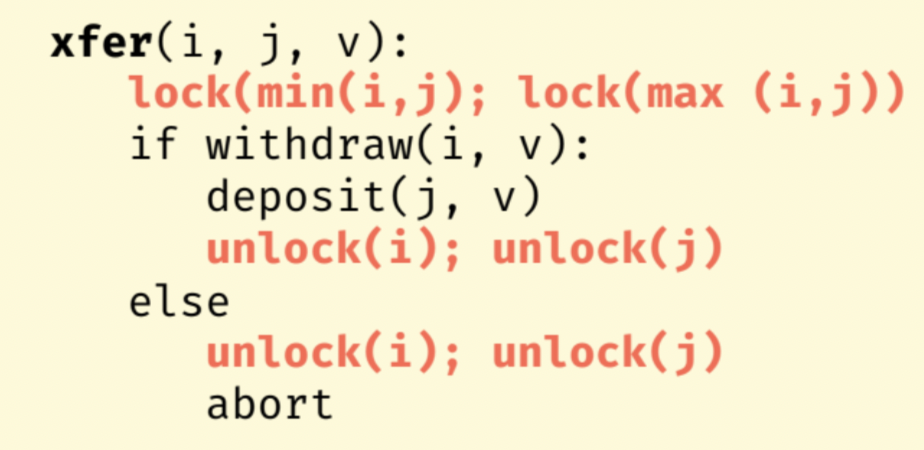 xfer(i, j, v):
lock(min(i,j); lock(max (i,j))
if withdraw(i, v):
deposit(j, v)
unlock(i); unlock(j)
else
unlock(i); unlock(j)
abort